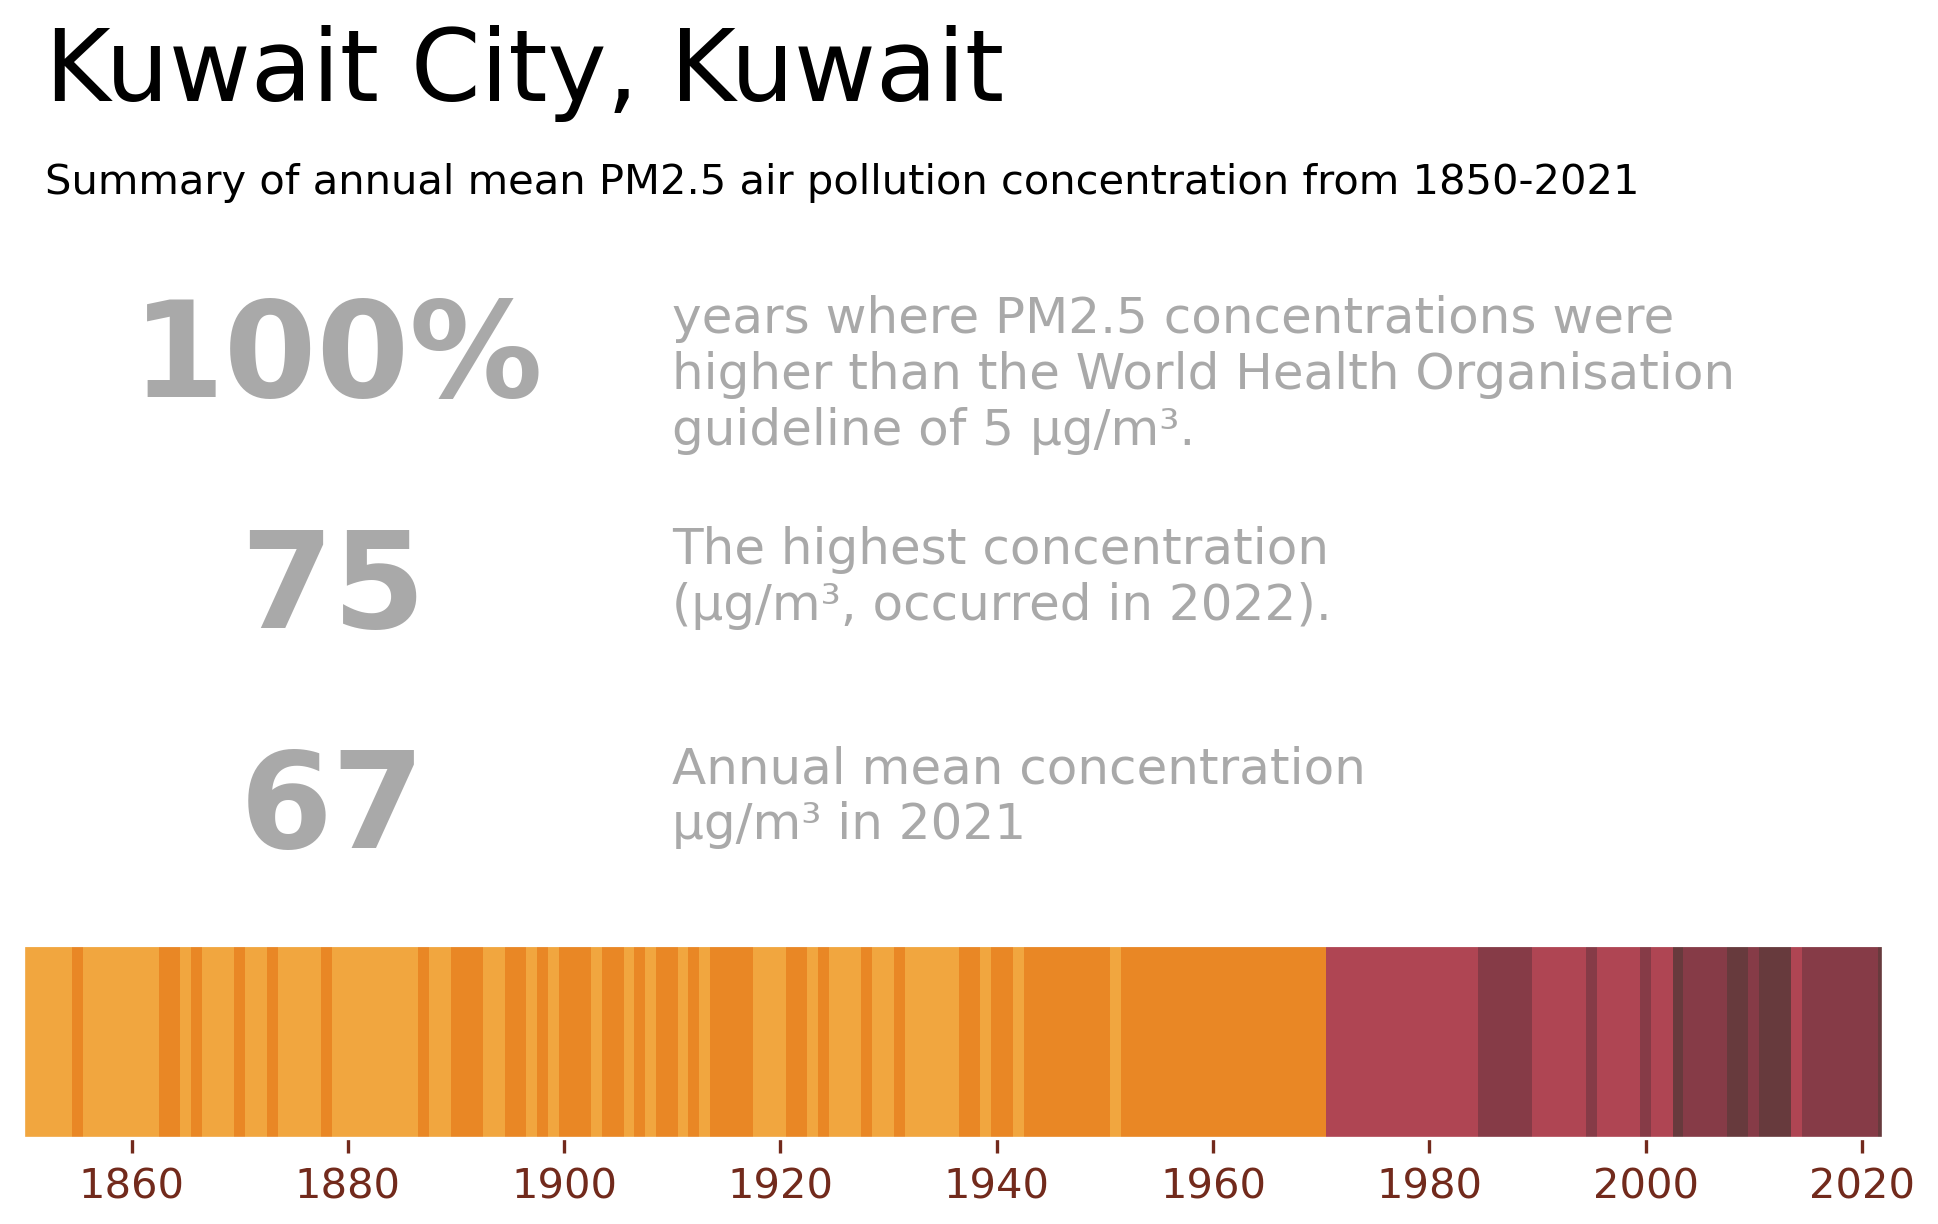 Kuwait City, Kuwait
Summary of annual mean PM2.5 air pollution concentration from 1850-2021
100%
years where PM2.5 concentrations were
higher than the World Health Organisation
guideline of 5 µg/m³.
75
The highest concentration
(µg/m³, occurred in 2022).
67
Annual mean concentration
µg/m³ in 2021
1860 1880 1900 1920 1940 1960 1980 2000 2020